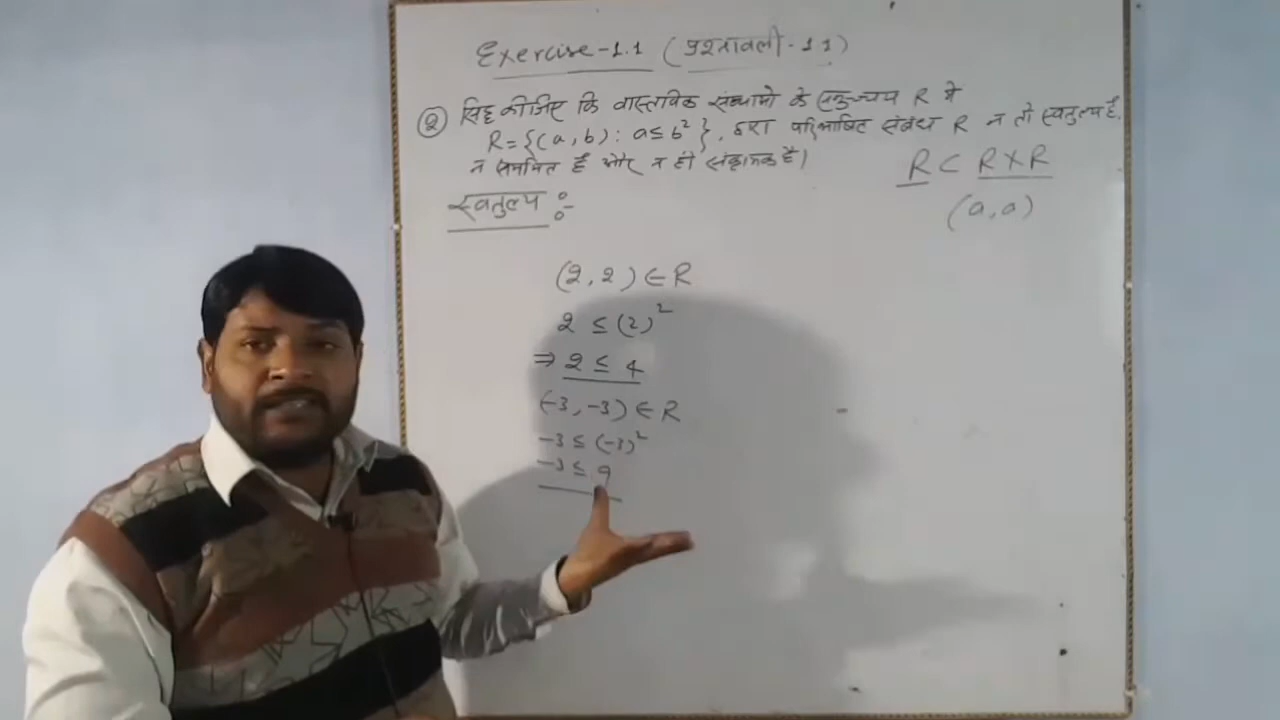 Exercise-1.1 (प्रश्नावली-1.1)
② सिद्ध कीजिए कि वास्तविक संख्याओं के समुच्चय R में
R={(a,b): a≤b²}, द्वारा परिभाषित संबंध R न तो स्वतुल्य है,
न सममित है और न ही संक्रामक है।
R ⊂ R×R
(a,a)
स्वतुल्य :-
(2,2) ∈ R
2 ≤ (2)²
⇒ 2 ≤ 4
(-3,-3) ∈ R
-3 ≤ (-3)²
-3 ≤ 9